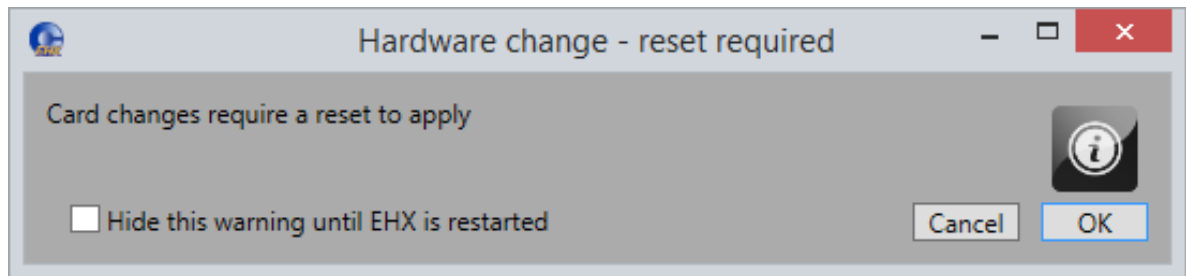 Hardware change - reset required
Card changes require a reset to apply
Hide this warning until EHX is restarted
Cancel
OK